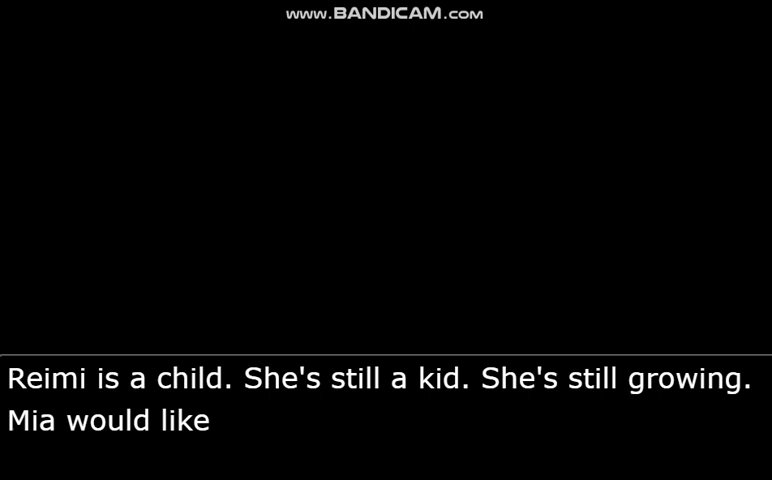 www.BANDICAM.com
Reimi is a child. She's still a kid. She's still growing.
Mia would like